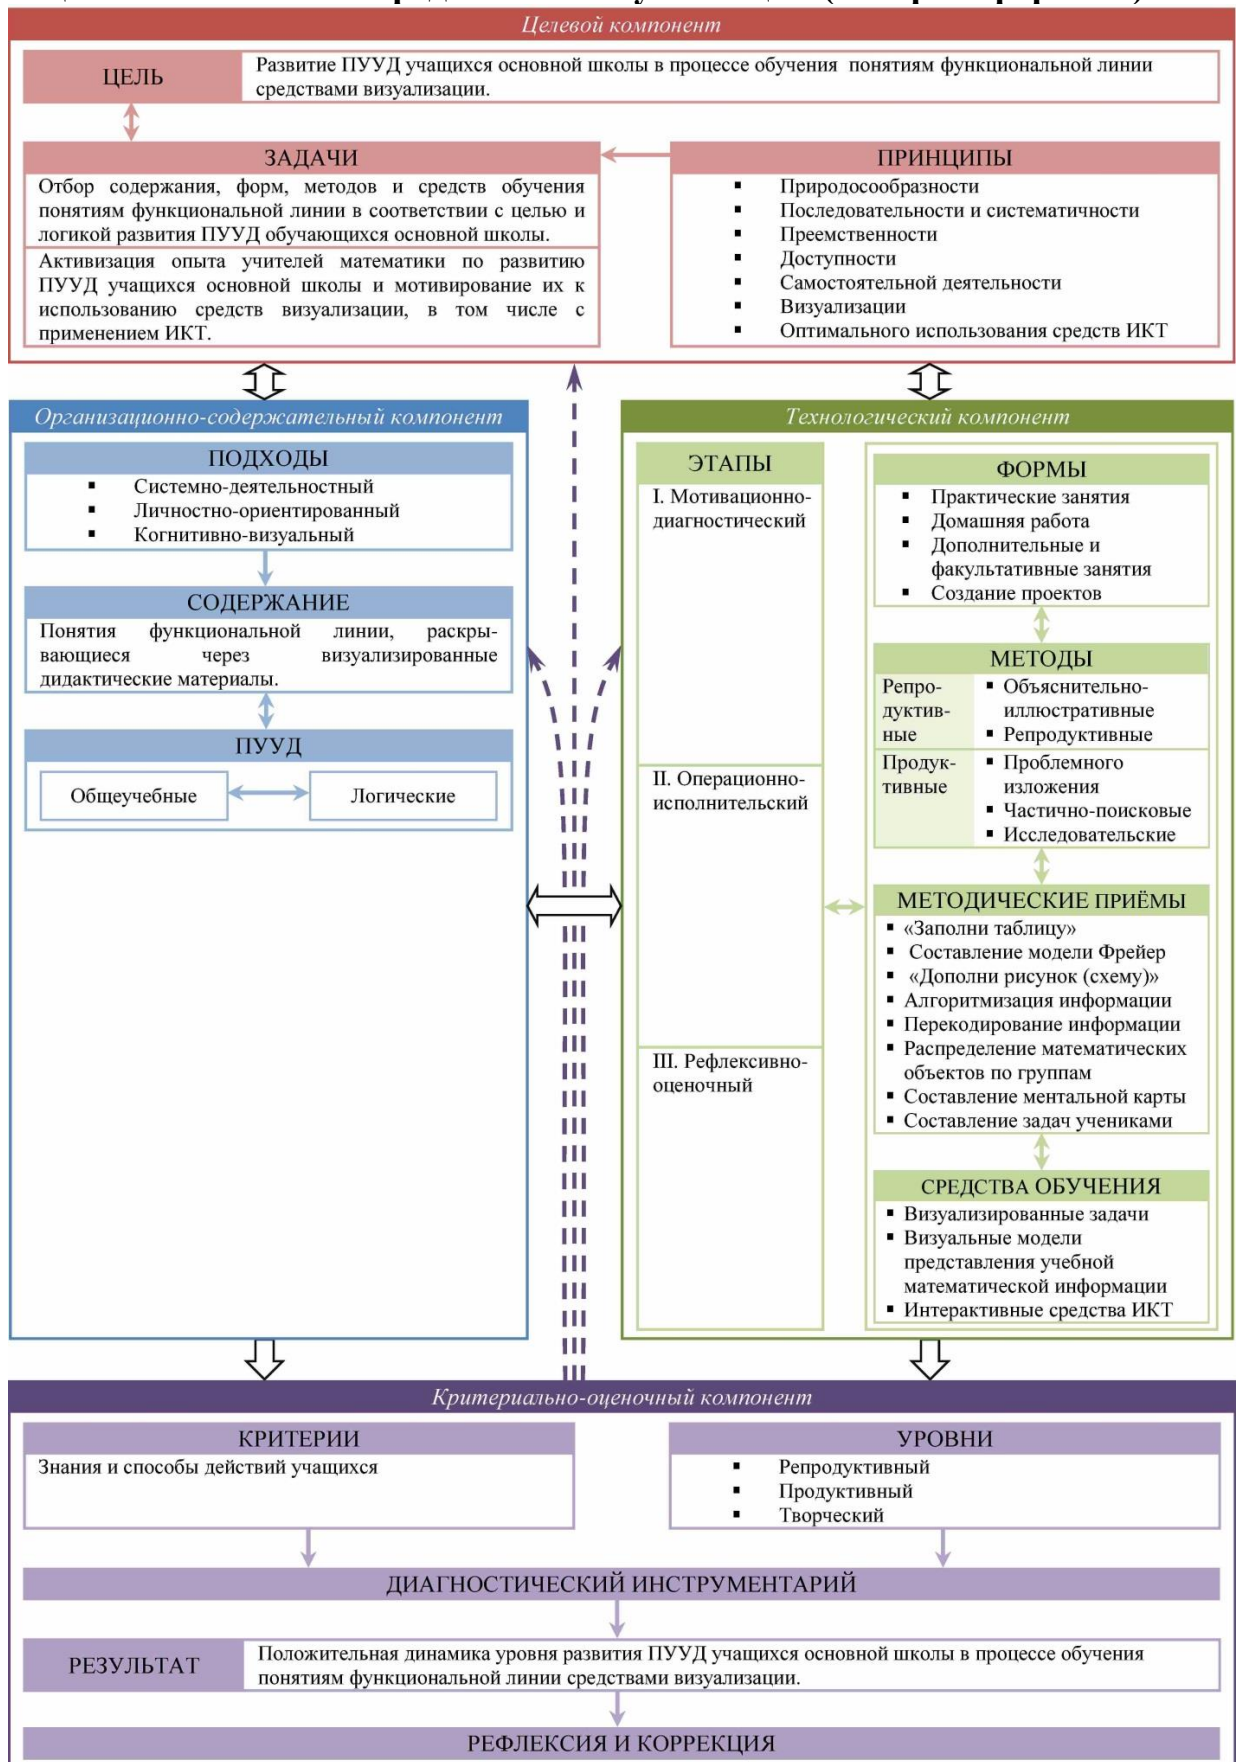 Целевой компонент
ЦЕЛЬ
Развитие ПУУД учащихся основной школы в процессе обучения понятиям функциональной линии
средствами визуализации.
ЗАДАЧИ
Отбор содержания, форм, методов и средств обучения
понятиям функциональной линии в соответствии с целью и
логикой развития ПУУД обучающихся основной школы.
Активизация опыта учителей математики по развитию
ПУУД учащихся основной школы и мотивирование их к
использованию средств визуализации, в том числе с
применением ИКТ.
ПРИНЦИПЫ
▪ Природосообразности
▪ Последовательности и систематичности
▪ Преемственности
▪ Доступности
▪ Самостоятельной деятельности
▪ Визуализации
▪ Оптимального использования средств ИКТ
Организационно-содержательный компонент
ПОДХОДЫ
▪ Системно-деятельностный
▪ Личностно-ориентированный
▪ Когнитивно-визуальный
СОДЕРЖАНИЕ
Понятия функциональной линии, раскры-
вающиеся через визуализированные
дидактические материалы.
ПУУД
Общеучебные
Логические
Технологический компонент
ЭТАПЫ
I. Мотивационно-
диагностический
II. Операционно-
исполнительский
III. Рефлексивно-
оценочный
ФОРМЫ
▪ Практические занятия
▪ Домашняя работа
▪ Дополнительные и
факультативные занятия
▪ Создание проектов
МЕТОДЫ
Репро-
дуктив-
ные
▪ Объяснительно-
иллюстративные
▪ Репродуктивные
Продук-
тивные
▪ Проблемного
изложения
▪ Частично-поисковые
▪ Исследовательские
МЕТОДИЧЕСКИЕ ПРИЁМЫ
▪ «Заполни таблицу»
▪ Составление модели Фрейер
▪ «Дополни рисунок (схему)»
▪ Алгоритмизация информации
▪ Перекодирование информации
▪ Распределение математических
объектов по группам
▪ Составление ментальной карты
▪ Составление задач учениками
СРЕДСТВА ОБУЧЕНИЯ
▪ Визуализированные задачи
▪ Визуальные модели
представления учебной
математической информации
▪ Интерактивные средства ИКТ
Критериально-оценочный компонент
КРИТЕРИИ
Знания и способы действий учащихся
УРОВНИ
▪ Репродуктивный
▪ Продуктивный
▪ Творческий
ДИАГНОСТИЧЕСКИЙ ИНСТРУМЕНТАРИЙ
РЕЗУЛЬТАТ
Положительная динамика уровня развития ПУУД учащихся основной школы в процессе обучения
понятиям функциональной линии средствами визуализации.
РЕФЛЕКСИЯ И КОРРЕКЦИЯ